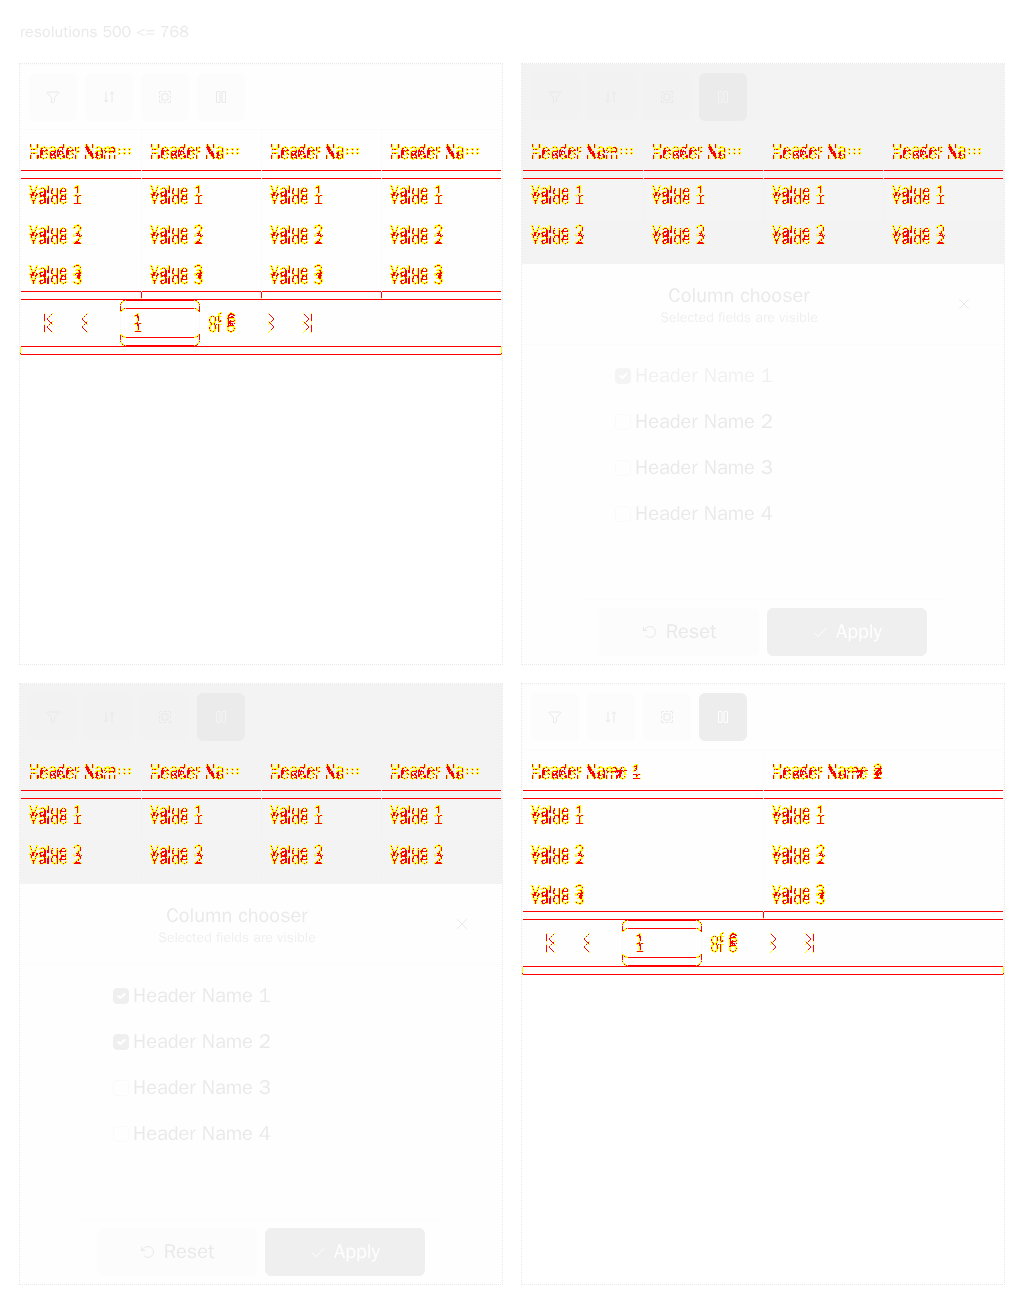 resolutions 500 <= 768
Header Nam... Header Na... Header Na... Header Na...
Value 1 Value 1 Value 1 Value 1
Value 2 Value 2 Value 2 Value 2
Value 3 Value 3 Value 3 Value 3
1 of
Header Nam... Header Na... Header Na... Header Na...
Value 1 Value 1 Value 1 Value 1
Value 2 Value 2 Value 2 Value 2
Column chooser
Selected fields are visible
Header Name 1
Header Name 2
Header Name 3
Header Name 4
Reset Apply
Header Nam... Header Na... Header Na... Header Na...
Value 1 Value 1 Value 1 Value 1
Value 2 Value 2 Value 2 Value 2
Column chooser
Selected fields are visible
Header Name 1
Header Name 2
Header Name 3
Header Name 4
Reset Apply
Header Name 1 Header Name 2
Value 1 Value 1
Value 2 Value 2
Value 3 Value 3
1 of